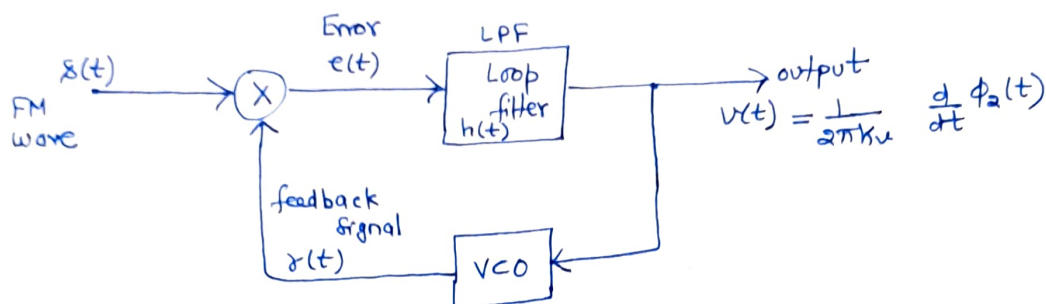 Error
e(t)
LPF
s(t)
FM
wave
X
Loop
filter
h(t)
output
v(t) = 1/2πKv d/dt ϕ2(t)
feedback
signal
r(t)
VCO